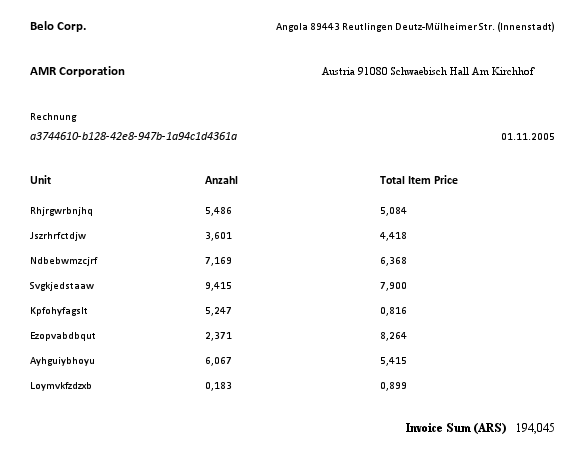 Belo Corp. Angola 89443 Reutlingen Deutz-Mülheimer Str. (Innenstadt)
AMR Corporation Austria 91080 Schwaebisch Hall Am Kirchhof
Rechnung
a3744610-b128-42e8-947b-1a94c1d4361a 01.11.2005
Unit Anzahl Total Item Price
Rhjrgwrbnjhq 5,486 5,084
Jszrhrfctdjw 3,601 4,418
Ndbebwmzcjrf 7,169 6,368
Svgkjedstaaw 9,415 7,900
Kpfohyfagslt 5,247 0,816
Ezopvabdbqut 2,371 8,264
Ayhguiybhoyu 6,067 5,415
Loymvkfzdzxb 0,183 0,899
Invoice Sum (ARS) 194,045